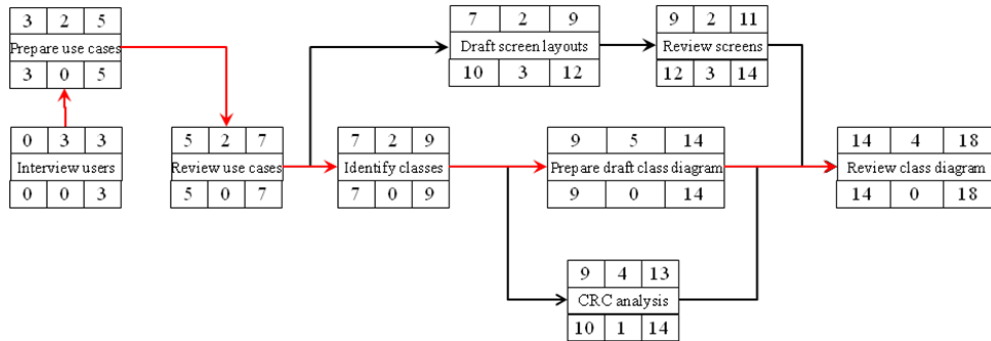 3 2 5
Prepare use cases
3 0 5
7 2 9
Draft screen layouts
10 3 12
9 2 11
Review screens
12 3 14
0 3 3
Interview users
0 0 3
5 2 7
Review use cases
5 0 7
7 2 9
Identify classes
7 0 9
9 5 14
Prepare draft class diagram
9 0 14
14 4 18
Review class diagram
14 0 18
9 4 13
CRC analysis
10 1 14